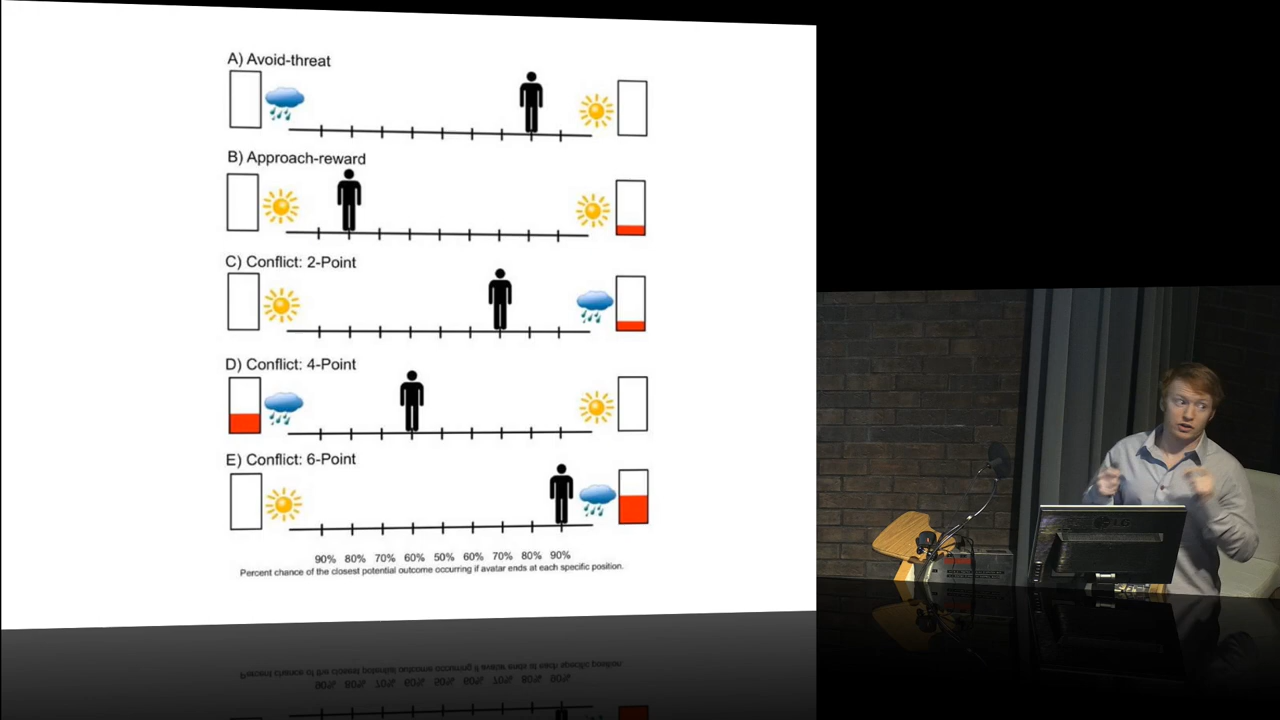 A) Avoid-threat
B) Approach-reward
C) Conflict: 2-Point
D) Conflict: 4-Point
E) Conflict: 6-Point
90% 80% 70% 60% 50% 60% 70% 80% 90%
Percent chance of the closest potential outcome occurring if avatar ends at each specific position.
LG